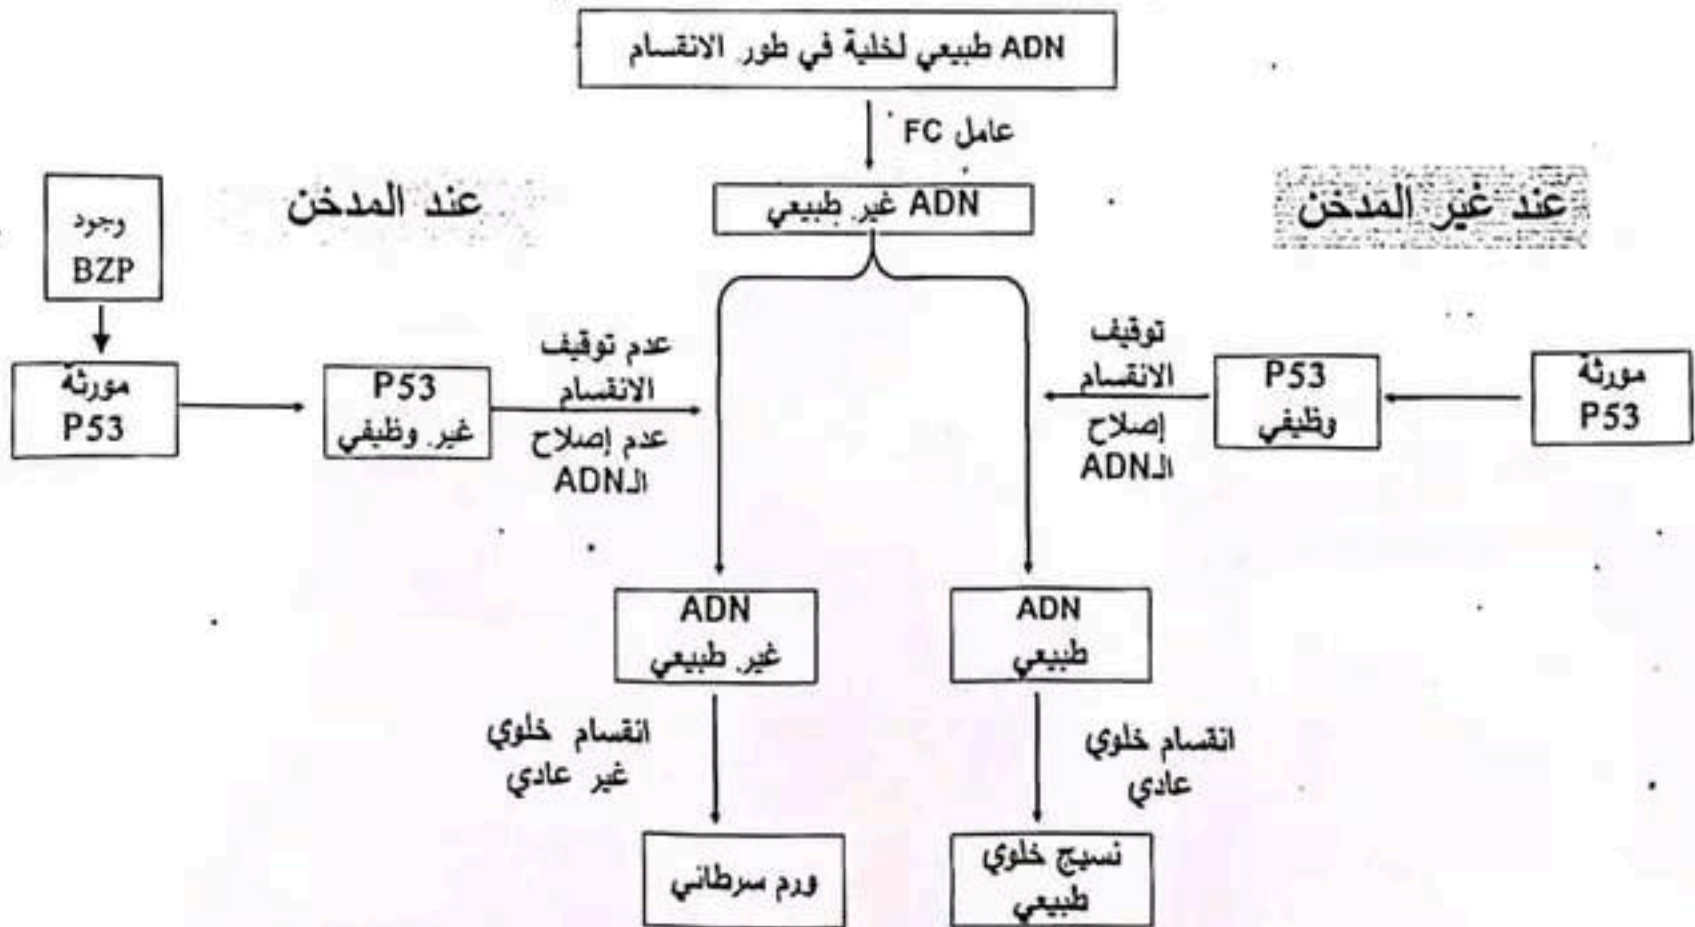 ADN طبيعي لخلية في طور الانقسام
عامل FC
ADN غير طبيعي
عند غير المدخن
عند المدخن
وجود
BZP
مورثة
P53
P53
وظيفي
توقيف
الانقسام
إصلاح
الـADN
عدم توقيف
الانقسام
عدم إصلاح
الـADN
P53
غير وظيفي
مورثة
P53
ADN
طبيعي
ADN
غير طبيعي
انقسام خلوي
عادي
انقسام خلوي
غير عادي
نسيج خلوي
طبيعي
ورم سرطاني